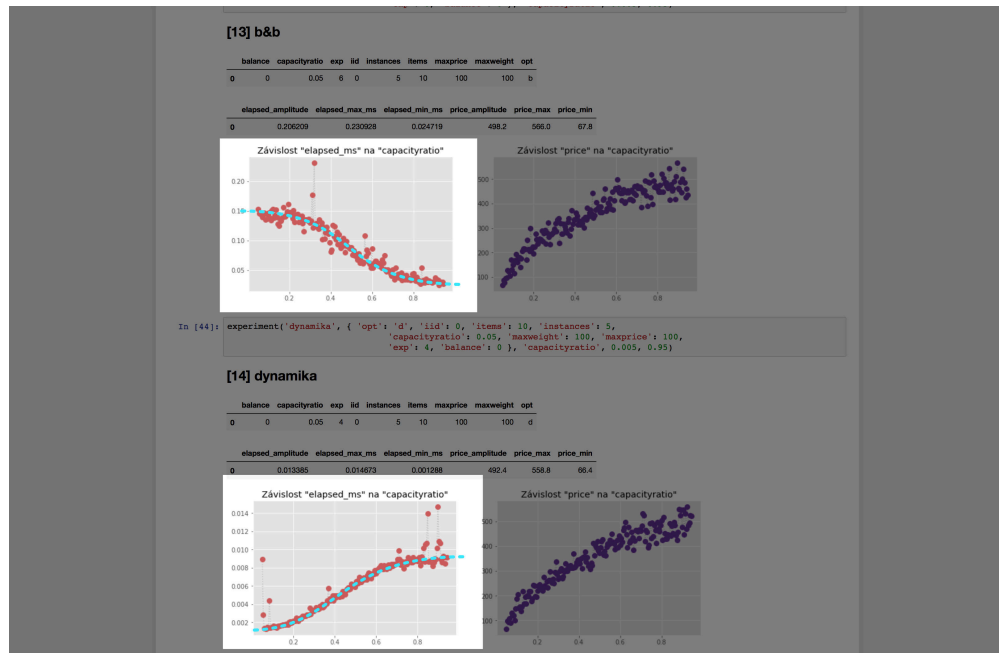 [13] b&b
balance capacityratio exp iid instances items maxprice maxweight opt
0 0 0.05 6 0 5 10 100 100 b
elapsed_amplitude elapsed_max_ms elapsed_min_ms price_amplitude price_max price_min
0 0.206209 0.230928 0.024719 498.2 566.0 67.8
Závislost "elapsed_ms" na "capacityratio" Závislost "price" na "capacityratio"
0.20 500
0.15 400
0.10 300
0.05 200
100
0.2 0.4 0.6 0.8 0.2 0.4 0.6 0.8
In [44]: experiment('dynamika', { 'opt': 'd', 'iid': 0, 'items': 10, 'instances': 5,
'capacityratio': 0.05, 'maxweight': 100, 'maxprice': 100,
'exp': 4, 'balance': 0 }, 'capacityratio', 0.005, 0.95)
[14] dynamika
balance capacityratio exp iid instances items maxprice maxweight opt
0 0 0.05 4 0 5 10 100 100 d
elapsed_amplitude elapsed_max_ms elapsed_min_ms price_amplitude price_max price_min
0 0.013385 0.014673 0.001288 492.4 558.8 66.4
Závislost "elapsed_ms" na "capacityratio" Závislost "price" na "capacityratio"
0.014 500
0.012 400
0.010 300
0.008 200
0.006 100
0.004
0.002
0.2 0.4 0.6 0.8 0.2 0.4 0.6 0.8